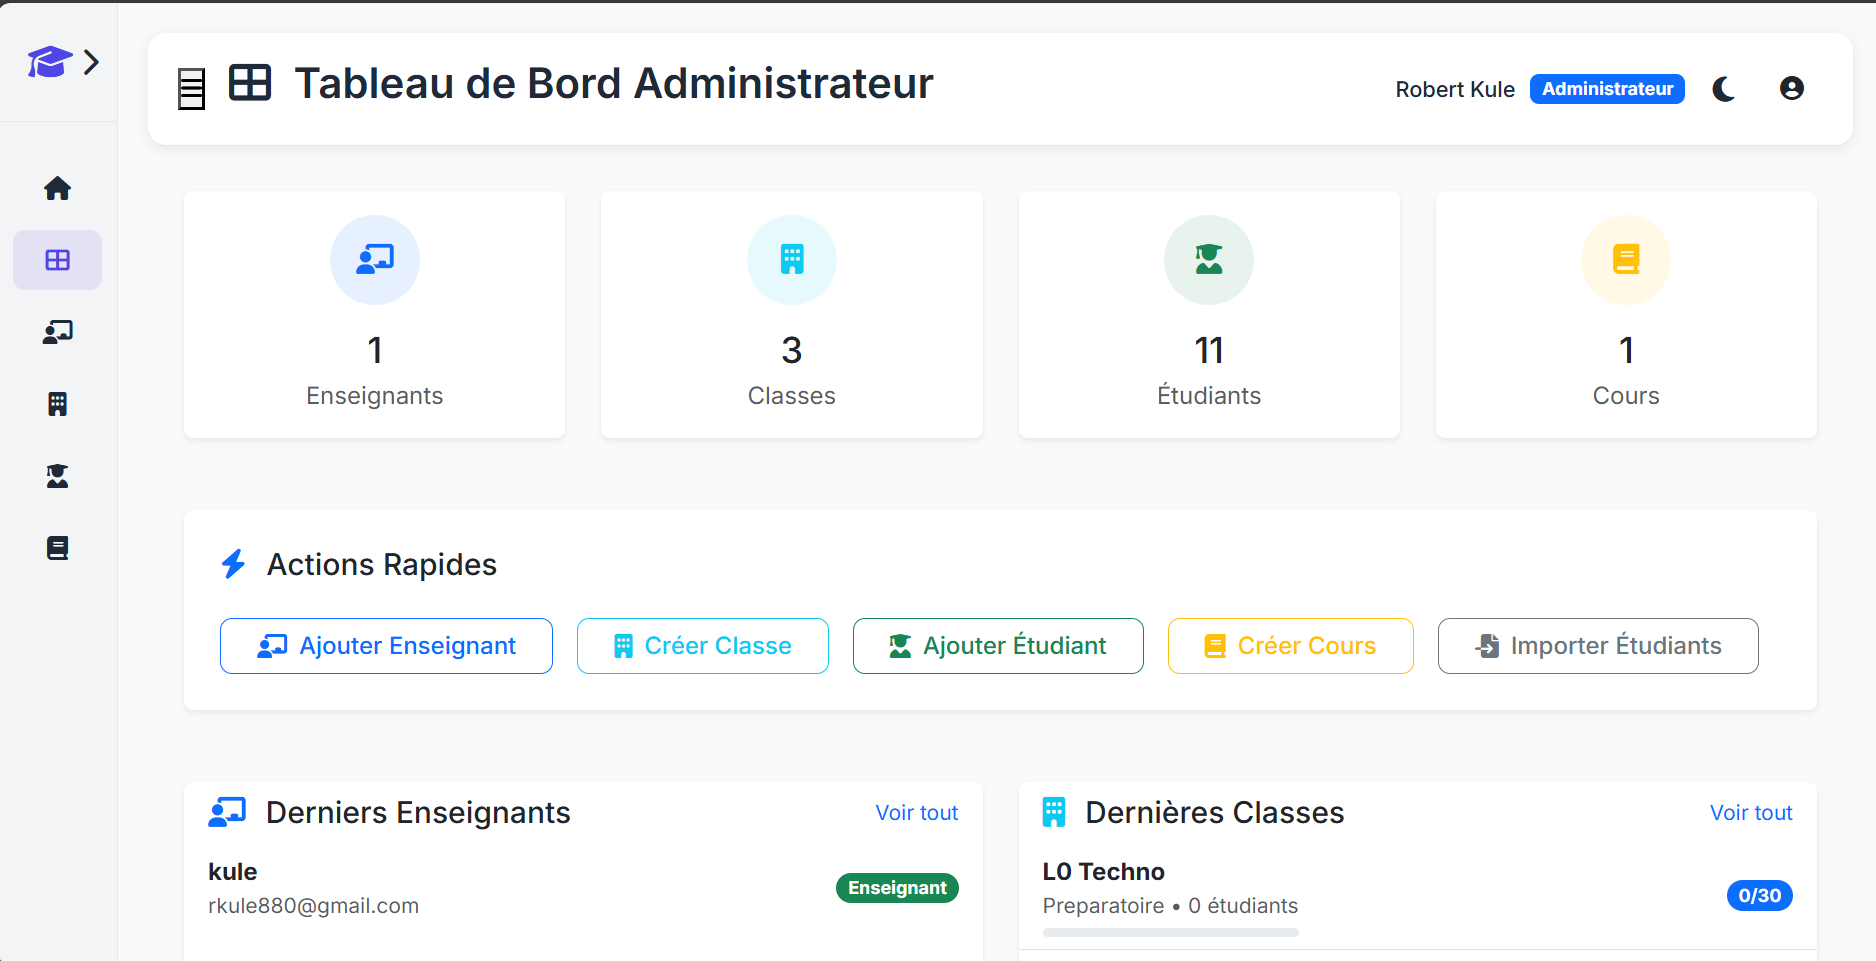 Tableau de Bord Administrateur
Robert Kule Administrateur
1
Enseignants
3
Classes
11
Étudiants
1
Cours
Actions Rapides
Ajouter Enseignant
Créer Classe
Ajouter Étudiant
Créer Cours
Importer Étudiants
Derniers Enseignants
Voir tout
kule
rkule880@gmail.com
Enseignant
Dernières Classes
Voir tout
L0 Techno
Preparatoire • 0 étudiants
0/30